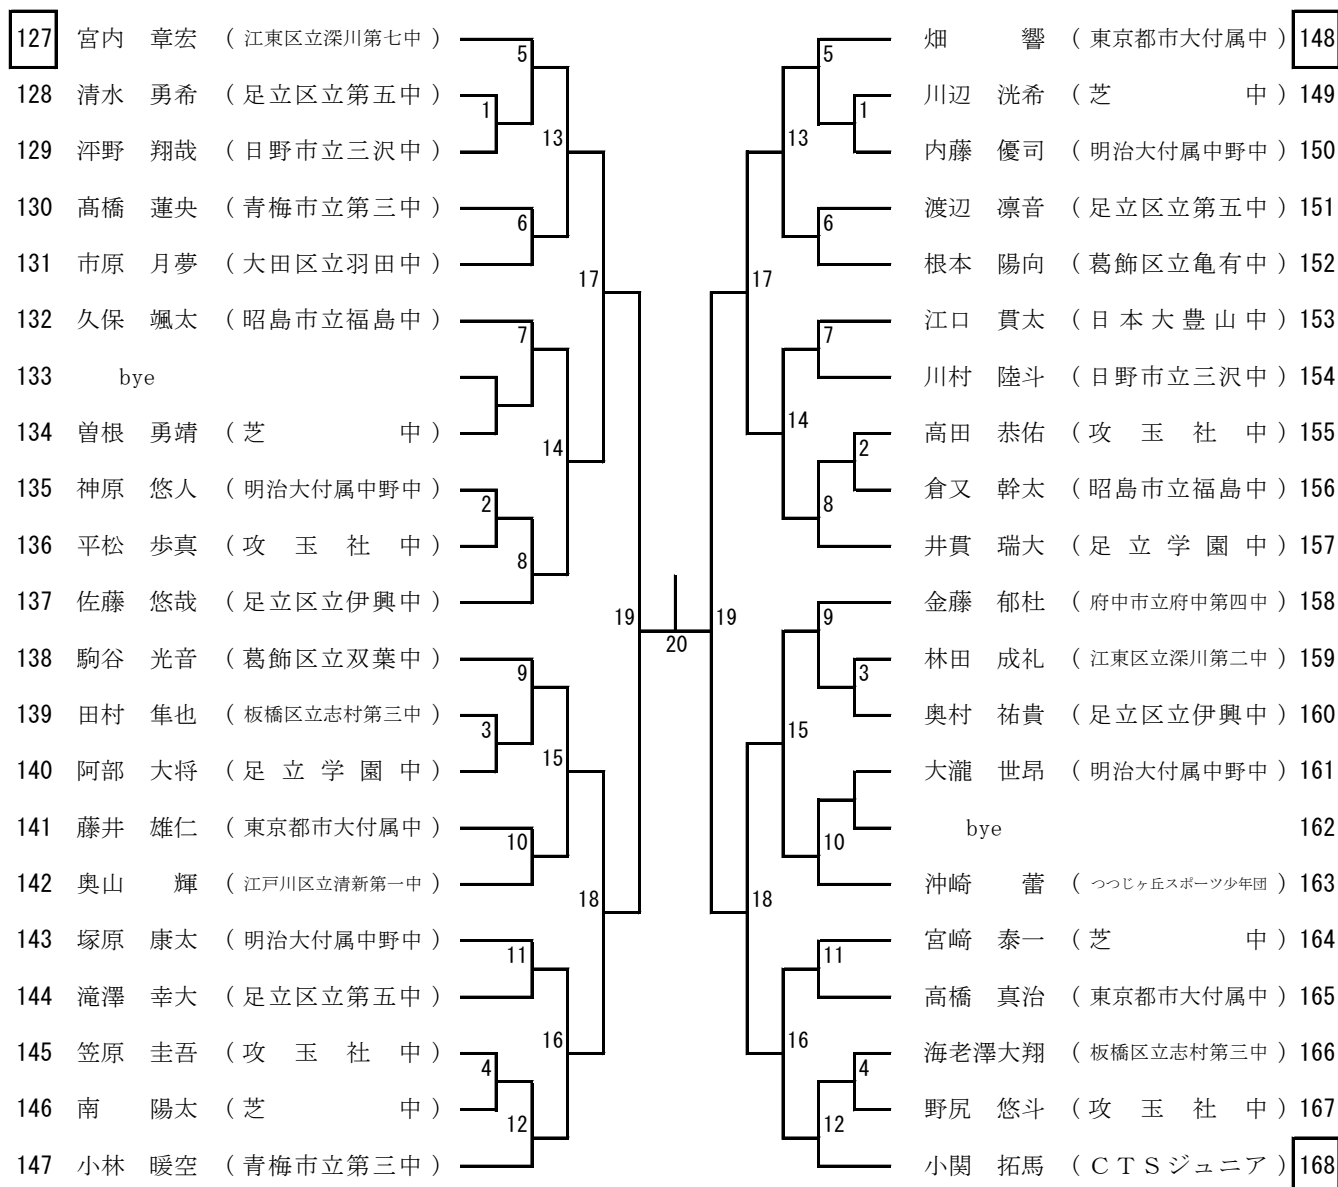 127 宮内 章宏 ( 江東区立深川第七中 )
128 清水 勇希 ( 足立区立第五中 )
129 泙野 翔哉 ( 日野市立三沢中 )
130 髙橋 蓮央 ( 青梅市立第三中 )
131 市原 月夢 ( 大田区立羽田中 )
132 久保 颯太 ( 昭島市立福島中 )
133 bye
134 曽根 勇靖 ( 芝 中 )
135 神原 悠人 ( 明治大付属中野中 )
136 平松 歩真 ( 攻 玉 社 中 )
137 佐藤 悠哉 ( 足立区立伊興中 )
138 駒谷 光音 ( 葛飾区立双葉中 )
139 田村 隼也 ( 板橋区立志村第三中 )
140 阿部 大将 ( 足 立 学 園 中 )
141 藤井 雄仁 ( 東京都市大付属中 )
142 奥山 輝 ( 江戸川区立清新第一中 )
143 塚原 康太 ( 明治大付属中野中 )
144 滝澤 幸大 ( 足立区立第五中 )
145 笠原 圭吾 ( 攻 玉 社 中 )
146 南 陽太 ( 芝 中 )
147 小林 暖空 ( 青梅市立第三中 )
5
1
13
6
17
7
14
2
8
19
9
3
15
10
18
11
16
4
12
20
5
1
13
6
17
7
14
2
8
19
9
3
15
10
18
11
16
4
12
畑 響 ( 東京都市大付属中 ) 148
川辺 洸希 ( 芝 中 ) 149
内藤 優司 ( 明治大付属中野中 ) 150
渡辺 凛音 ( 足立区立第五中 ) 151
根本 陽向 ( 葛飾区立亀有中 ) 152
江口 貫太 ( 日本大豊山中 ) 153
川村 陸斗 ( 日野市立三沢中 ) 154
高田 恭佑 ( 攻 玉 社 中 ) 155
倉又 幹太 ( 昭島市立福島中 ) 156
井貫 瑞大 ( 足 立 学 園 中 ) 157
金藤 郁杜 ( 府中市立府中第四中 ) 158
林田 成礼 ( 江東区立深川第二中 ) 159
奥村 祐貴 ( 足立区立伊興中 ) 160
大瀧 世昂 ( 明治大付属中野中 ) 161
bye 162
沖崎 蕾 ( つつじヶ丘スポーツ少年団 ) 163
宮﨑 泰一 ( 芝 中 ) 164
高橋 真治 ( 東京都市大付属中 ) 165
海老澤大翔 ( 板橋区立志村第三中 ) 166
野尻 悠斗 ( 攻 玉 社 中 ) 167
小関 拓馬 ( CTSジュニア ) 168